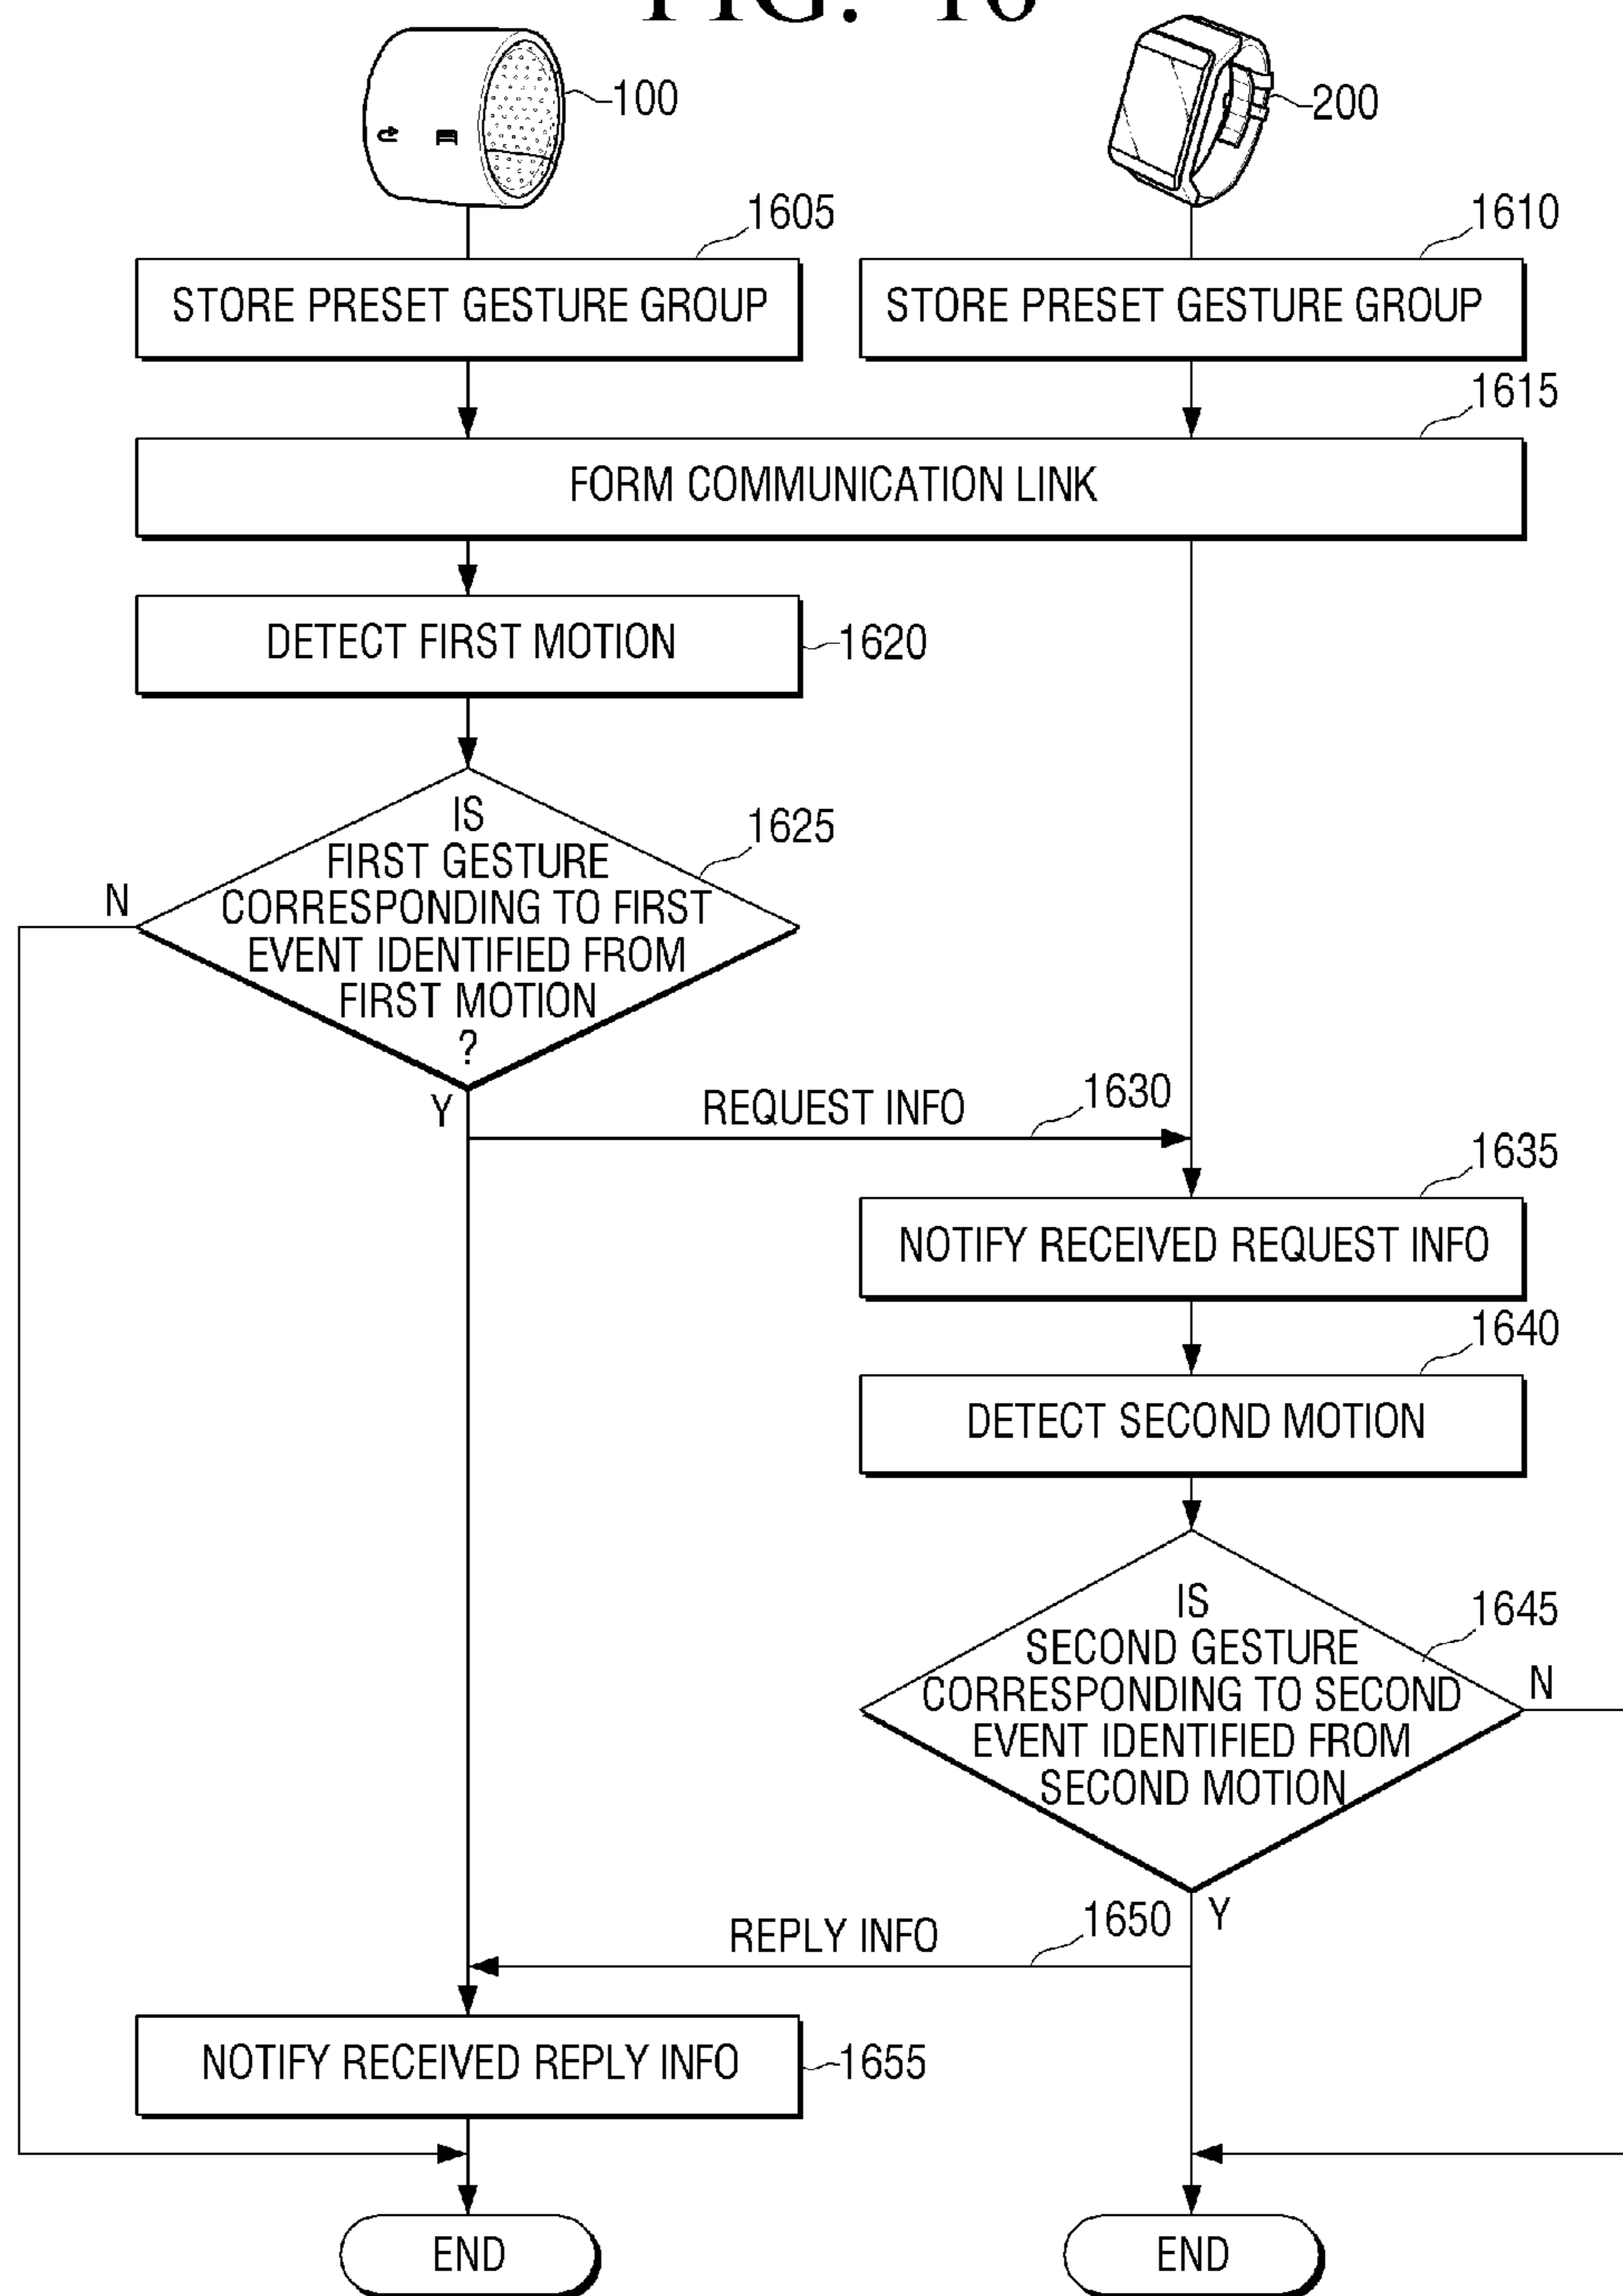 FIG. 16
100
200
1605
1610
STORE PRESET GESTURE GROUP
STORE PRESET GESTURE GROUP
1615
FORM COMMUNICATION LINK
DETECT FIRST MOTION
1620
IS
FIRST GESTURE
CORRESPONDING TO FIRST
EVENT IDENTIFIED FROM
FIRST MOTION
?
1625
N
Y
REQUEST INFO
1630
1635
NOTIFY RECEIVED REQUEST INFO
1640
DETECT SECOND MOTION
IS
SECOND GESTURE
CORRESPONDING TO SECOND
EVENT IDENTIFIED FROM
SECOND MOTION
1645
N
Y
REPLY INFO
1650
NOTIFY RECEIVED REPLY INFO
1655
END
END